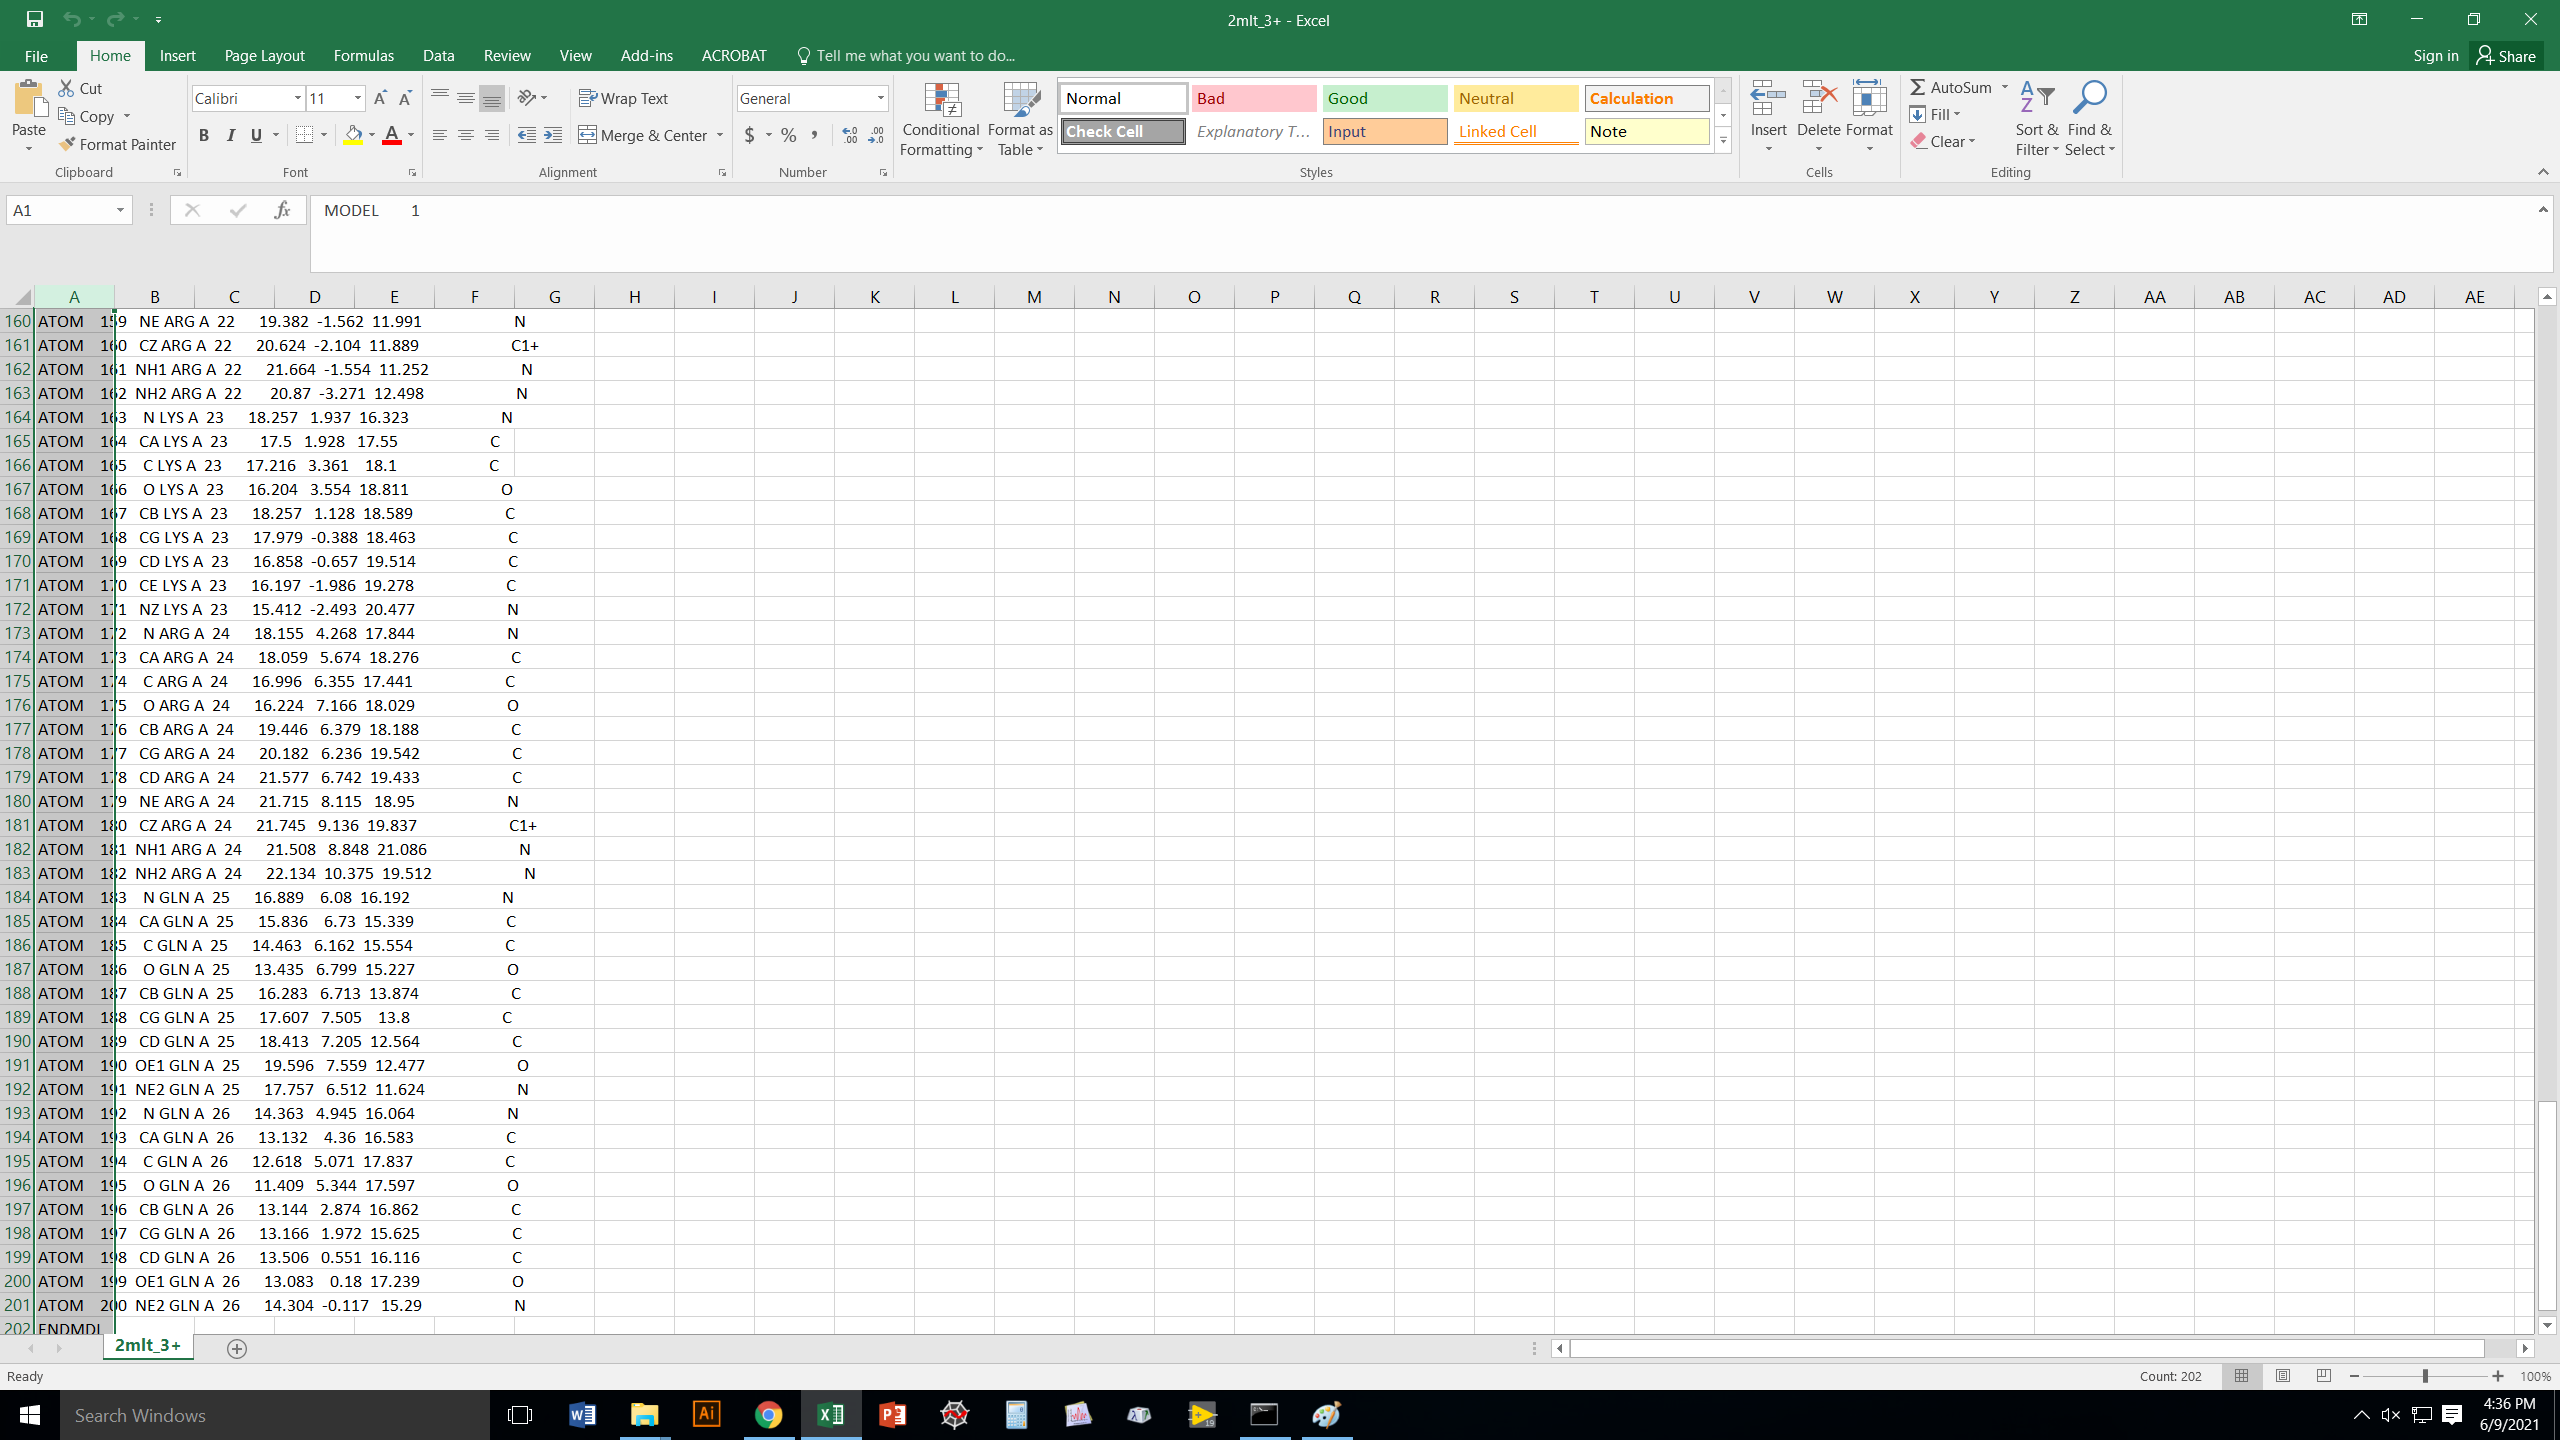 2mlt_3+ - Excel
File Home Insert Page Layout Formulas Data Review View Add-ins ACROBAT Tell me what you want to do... Sign in Share
Paste Cut Copy Format Painter Clipboard
Calibri 11 B I U A Font
Wrap Text Merge & Center Alignment
General $ % , Number
Conditional Formatting Format as Table
Normal Bad Good Neutral Calculation
Check Cell Explanatory T... Input Linked Cell Note
Styles
Insert Delete Format Cells
AutoSum Fill Clear Sort & Filter Find & Select Editing
A1 fx MODEL 1
A B C D E F G H I J K L M N O P Q R S T U V W X Y Z AA AB AC AD AE
160 ATOM 159 NE ARG A 22 19.382 -1.562 11.991 N
161 ATOM 160 CZ ARG A 22 20.624 -2.104 11.889 C1+
162 ATOM 161 NH1 ARG A 22 21.664 -1.554 11.252 N
163 ATOM 162 NH2 ARG A 22 20.87 -3.271 12.498 N
164 ATOM 163 N LYS A 23 18.257 1.937 16.323 N
165 ATOM 164 CA LYS A 23 17.5 1.928 17.55 C
166 ATOM 165 C LYS A 23 17.216 3.361 18.1 C
167 ATOM 166 O LYS A 23 16.204 3.554 18.811 O
168 ATOM 167 CB LYS A 23 18.257 1.128 18.589 C
169 ATOM 168 CG LYS A 23 17.979 -0.388 18.463 C
170 ATOM 169 CD LYS A 23 16.858 -0.657 19.514 C
171 ATOM 170 CE LYS A 23 16.197 -1.986 19.278 C
172 ATOM 171 NZ LYS A 23 15.412 -2.493 20.477 N
173 ATOM 172 N ARG A 24 18.155 4.268 17.844 N
174 ATOM 173 CA ARG A 24 18.059 5.674 18.276 C
175 ATOM 174 C ARG A 24 16.996 6.355 17.441 C
176 ATOM 175 O ARG A 24 16.224 7.166 18.029 O
177 ATOM 176 CB ARG A 24 19.446 6.379 18.188 C
178 ATOM 177 CG ARG A 24 20.182 6.236 19.542 C
179 ATOM 178 CD ARG A 24 21.577 6.742 19.433 C
180 ATOM 179 NE ARG A 24 21.715 8.115 18.95 N
181 ATOM 180 CZ ARG A 24 21.745 9.136 19.837 C1+
182 ATOM 181 NH1 ARG A 24 21.508 8.848 21.086 N
183 ATOM 182 NH2 ARG A 24 22.134 10.375 19.512 N
184 ATOM 183 N GLN A 25 16.889 6.08 16.192 N
185 ATOM 184 CA GLN A 25 15.836 6.73 15.339 C
186 ATOM 185 C GLN A 25 14.463 6.162 15.554 C
187 ATOM 186 O GLN A 25 13.435 6.799 15.227 O
188 ATOM 187 CB GLN A 25 16.283 6.713 13.874 C
189 ATOM 188 CG GLN A 25 17.607 7.505 13.8 C
190 ATOM 189 CD GLN A 25 18.413 7.205 12.564 C
191 ATOM 190 OE1 GLN A 25 19.596 7.559 12.477 O
192 ATOM 191 NE2 GLN A 25 17.757 6.512 11.624 N
193 ATOM 192 N GLN A 26 14.363 4.945 16.064 N
194 ATOM 193 CA GLN A 26 13.132 4.36 16.583 C
195 ATOM 194 C GLN A 26 12.618 5.071 17.837 C
196 ATOM 195 O GLN A 26 11.409 5.344 17.597 O
197 ATOM 196 CB GLN A 26 13.144 2.874 16.862 C
198 ATOM 197 CG GLN A 26 13.166 1.972 15.625 C
199 ATOM 198 CD GLN A 26 13.506 0.551 16.116 C
200 ATOM 199 OE1 GLN A 26 13.083 0.18 17.239 O
201 ATOM 200 NE2 GLN A 26 14.304 -0.117 15.29 N
202 ENDMDL
2mlt_3+
Ready Count: 202 100%
Search Windows 4:36 PM
6/9/2021